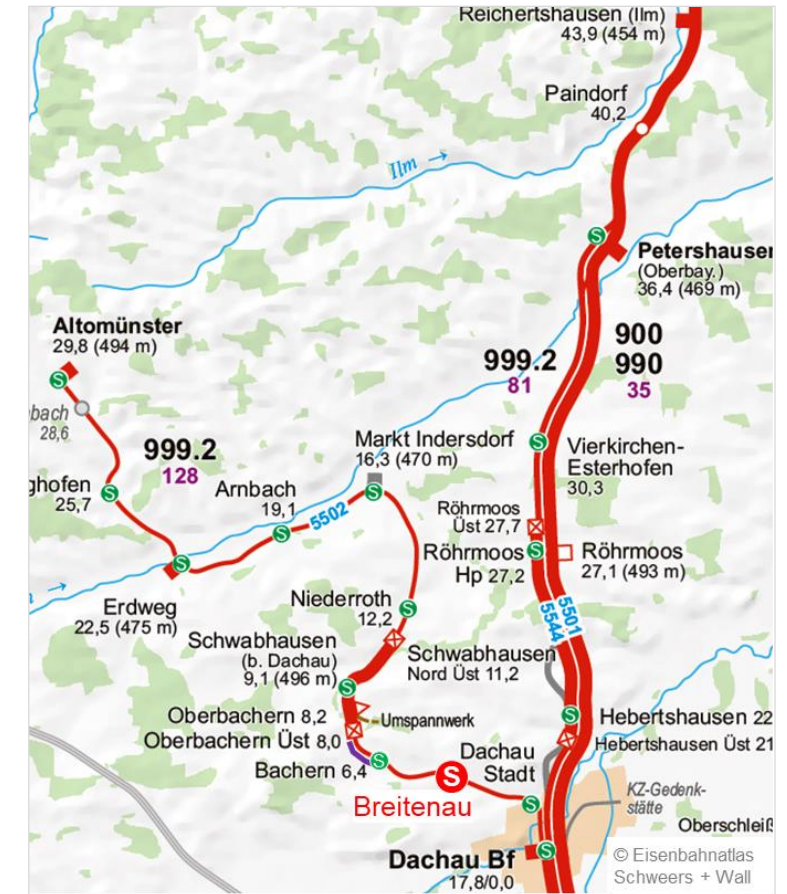 Reichertshausen (Ilm)
43,9 (454 m)
Paindorf
40,2
Ilm →
Petershausen
(Oberbay.)
36,4 (469 m)
Altomünster
29,8 (494 m)
900
990
35
999.2
81
bach
28,6
999.2
128
Markt Indersdorf
16,3 (470 m)
Vierkirchen-
Esterhofen
30,3
ghofen
25,7
Arnbach
19,1
5502
Röhrmoos
Üst 27,7
Röhrmoos
Hp 27,2
Röhrmoos
27,1 (493 m)
Erdweg
22,5 (475 m)
Niederroth
12,2
5501
5544
Schwabhausen
(b. Dachau)
9,1 (496 m)
Schwabhausen
Nord Üst 11,2
Oberbachern 8,2
Umspannwerk
Hebertshausen 22
Oberbachern Üst 8,0
Hebertshausen Üst 21
Bachern 6,4
Dachau
Stadt
S
Breitenau
KZ-Gedenk-
stätte
Oberschleiß
Dachau Bf
17,8/0,0
© Eisenbahnatlas
Schweers + Wall